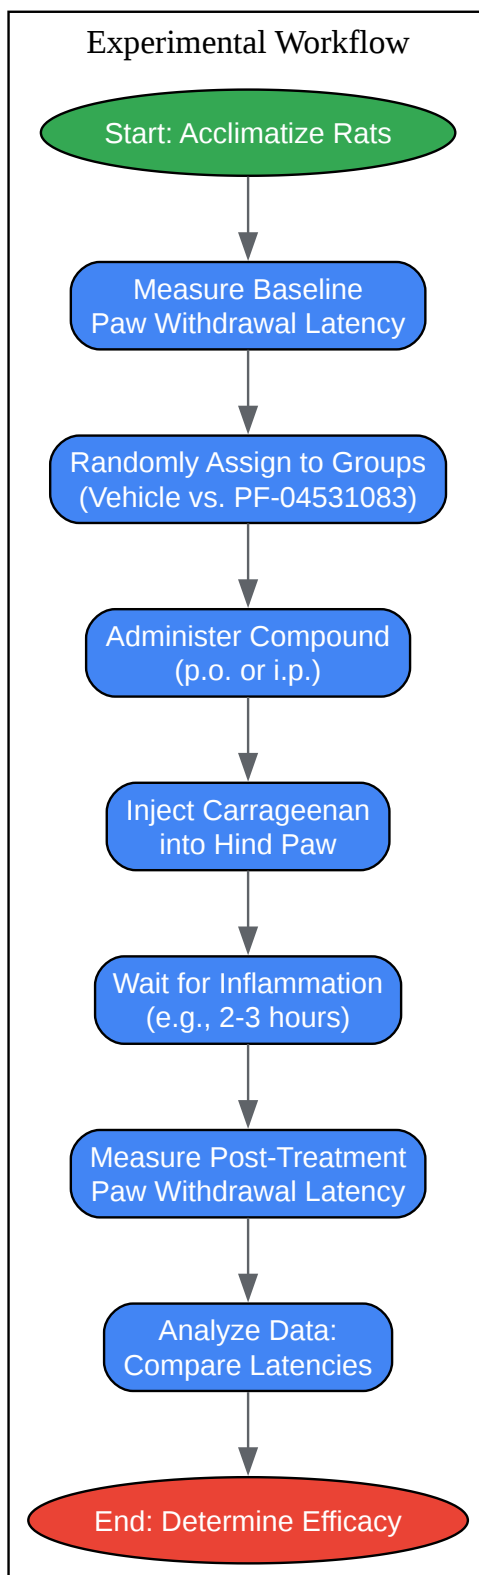 Experimental Workflow
Start: Acclimatize Rats
Measure Baseline
Paw Withdrawal Latency
Randomly Assign to Groups
(Vehicle vs. PF-04531083)
Administer Compound
(p.o. or i.p.)
Inject Carrageenan
into Hind Paw
Wait for Inflammation
(e.g., 2-3 hours)
Measure Post-Treatment
Paw Withdrawal Latency
Analyze Data:
Compare Latencies
End: Determine Efficacy